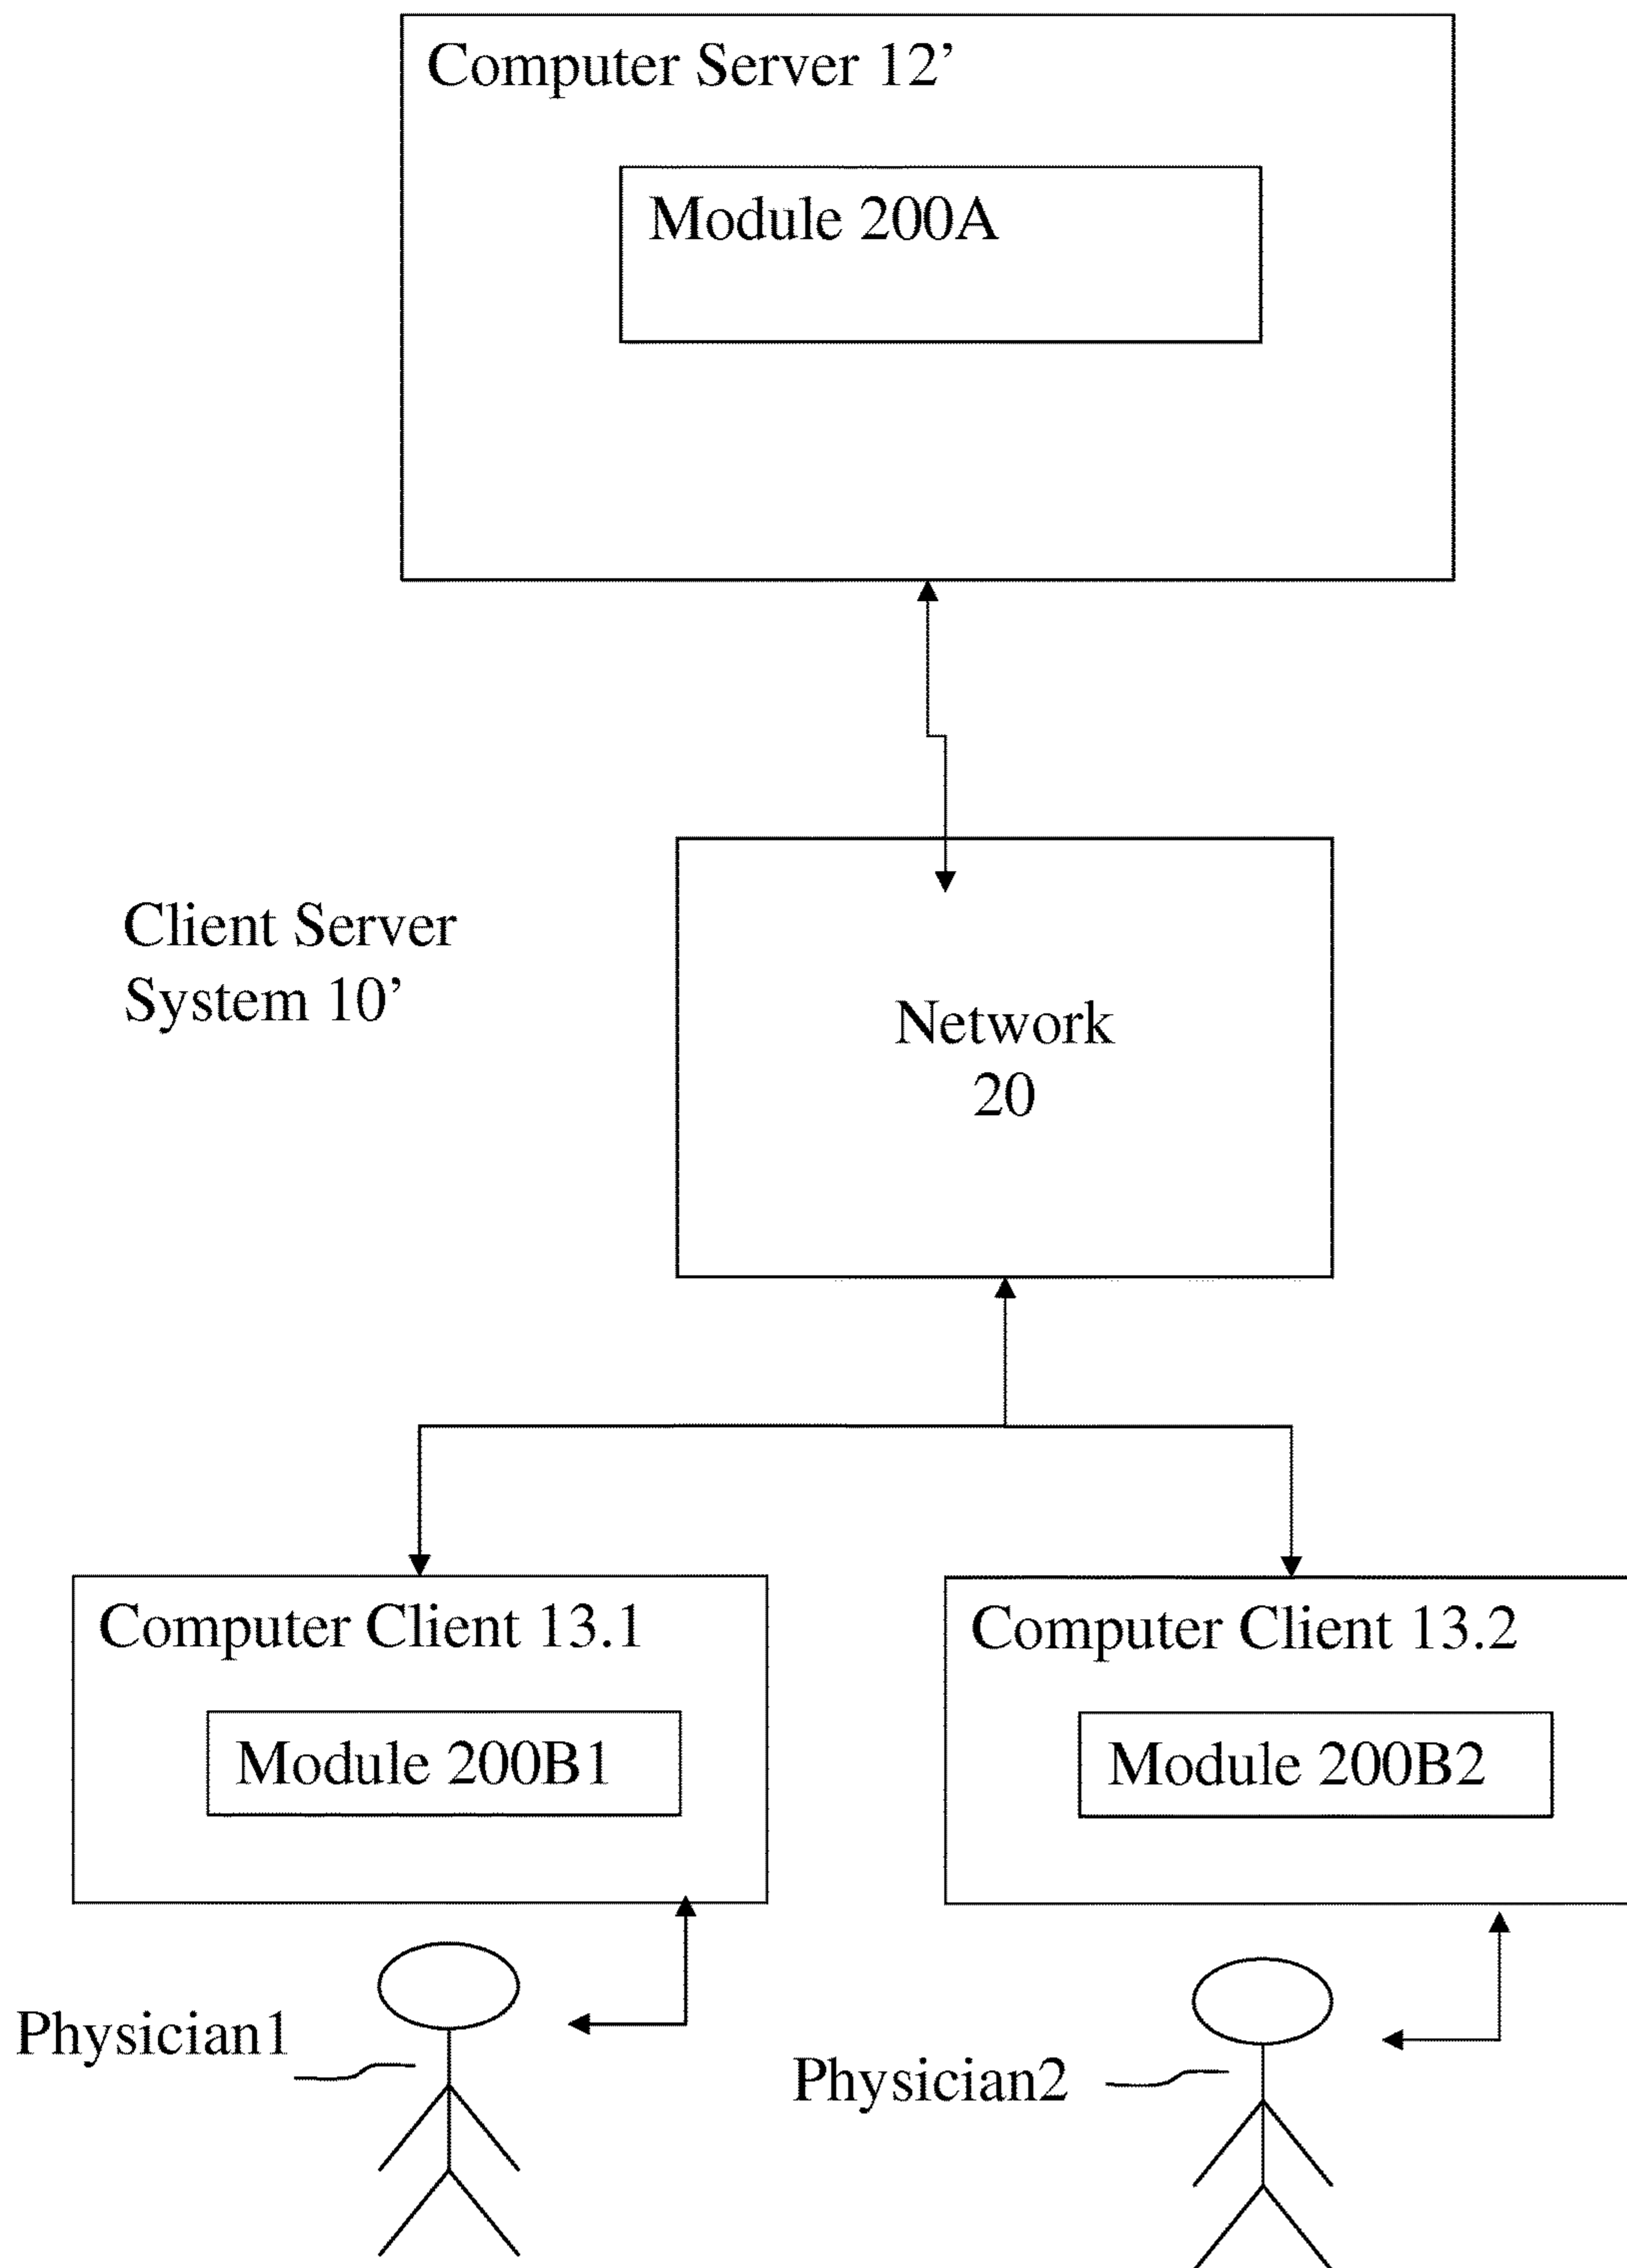 Computer Server 12’
Module 200A
Client Server
System 10’
Network
20
Computer Client 13.1
Module 200B1
Computer Client 13.2
Module 200B2
Physician1
Physician2